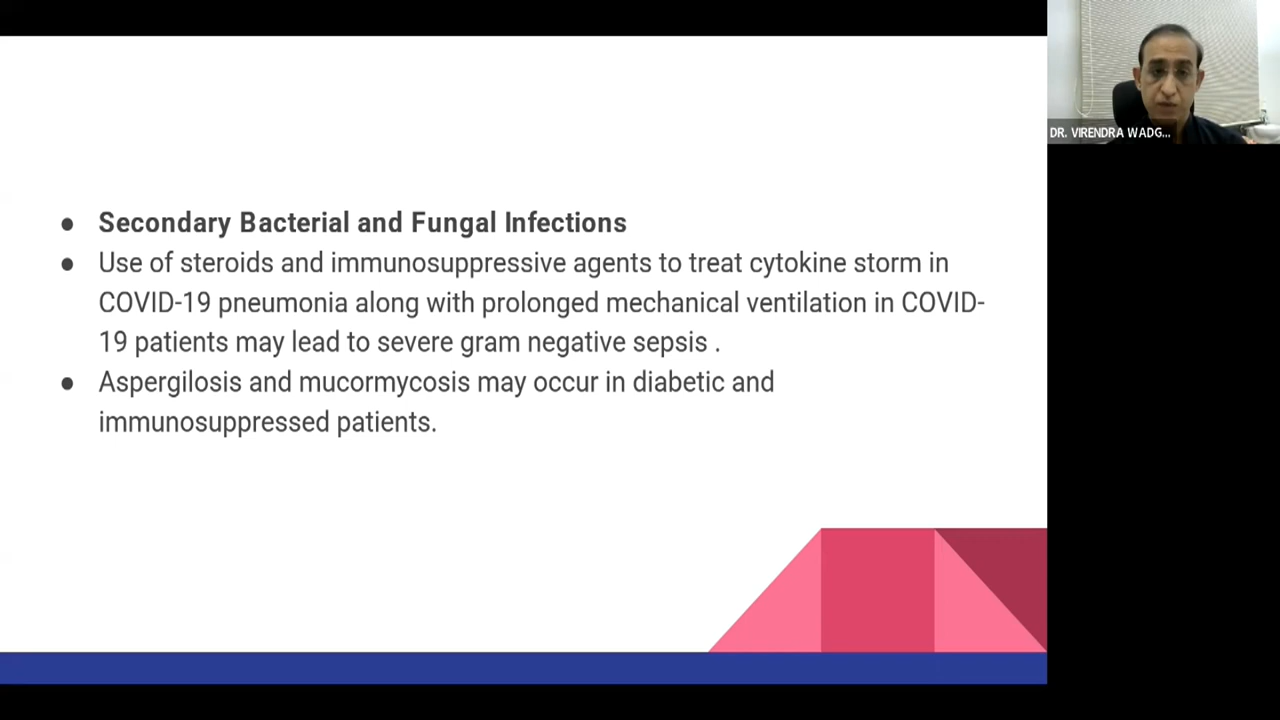 ● Secondary Bacterial and Fungal Infections
● Use of steroids and immunosuppressive agents to treat cytokine storm in
COVID-19 pneumonia along with prolonged mechanical ventilation in COVID-
19 patients may lead to severe gram negative sepsis .
● Aspergilosis and mucormycosis may occur in diabetic and
immunosuppressed patients.
DR. VIRENDRA WADG...